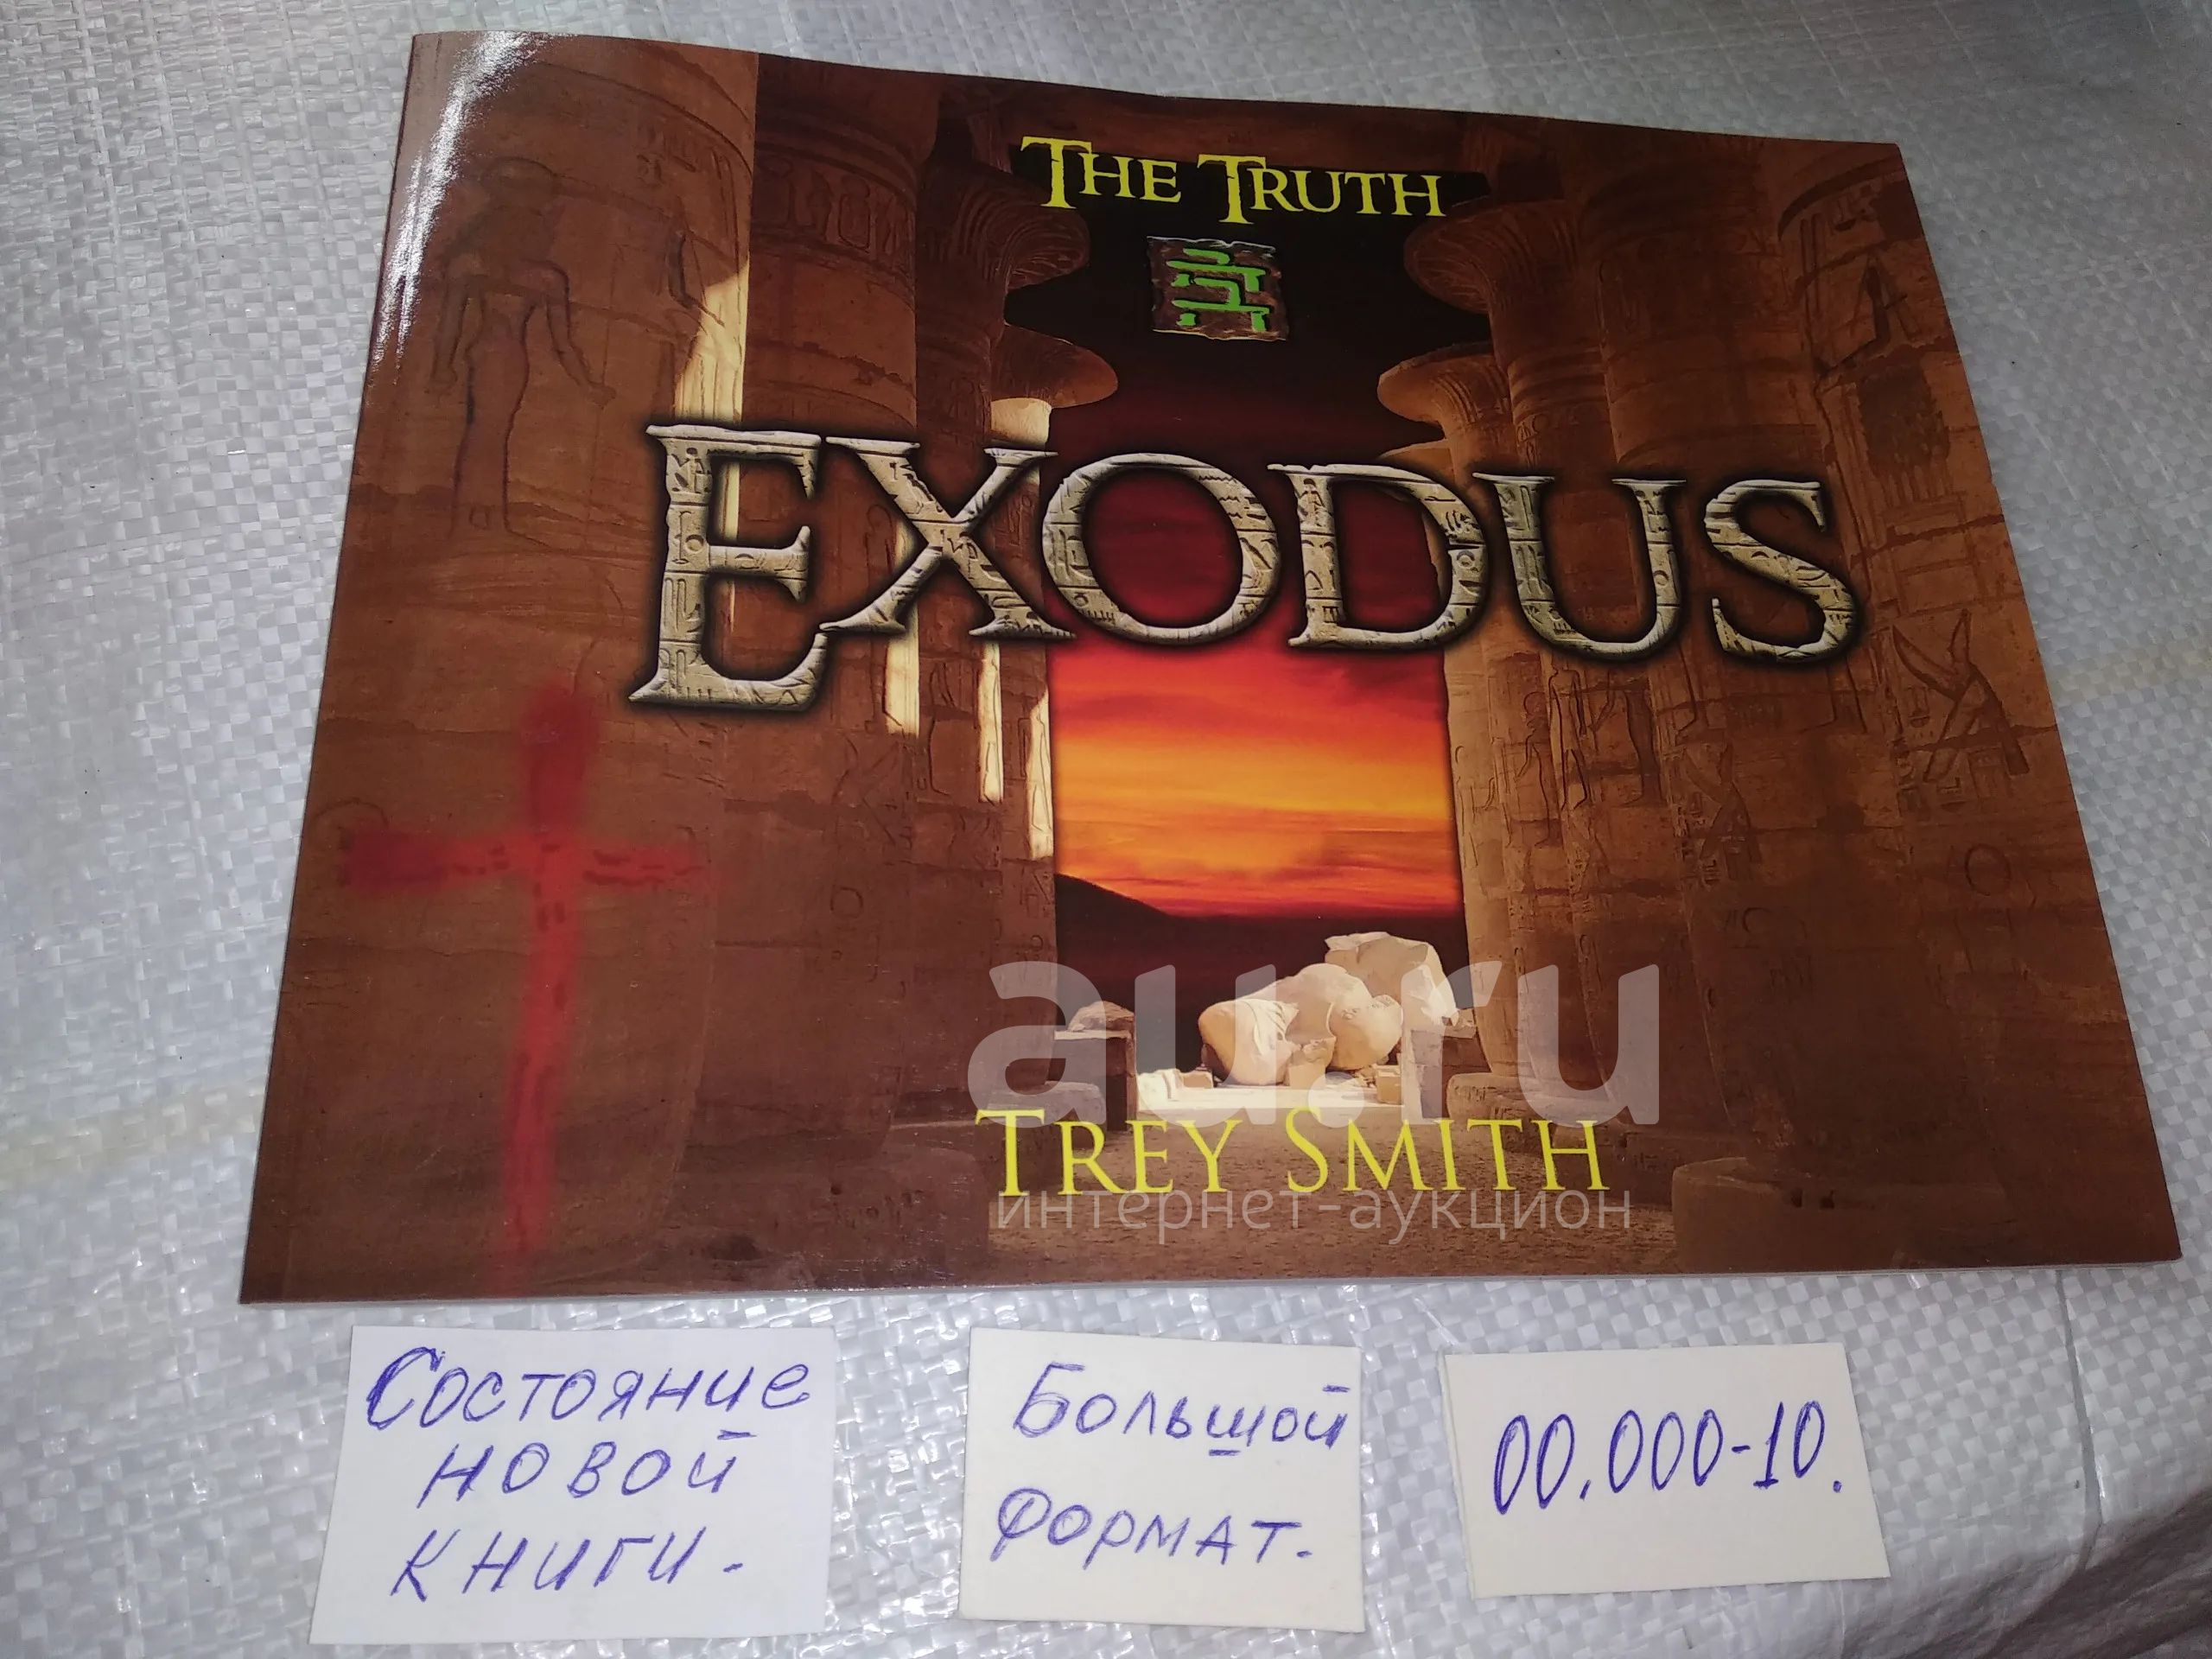 THE TRUTH
EXODUS
au.ru
TREY SMITH
интернет-аукцион
Состояние
новой
книги.
Большой
формат.
00.000-10.